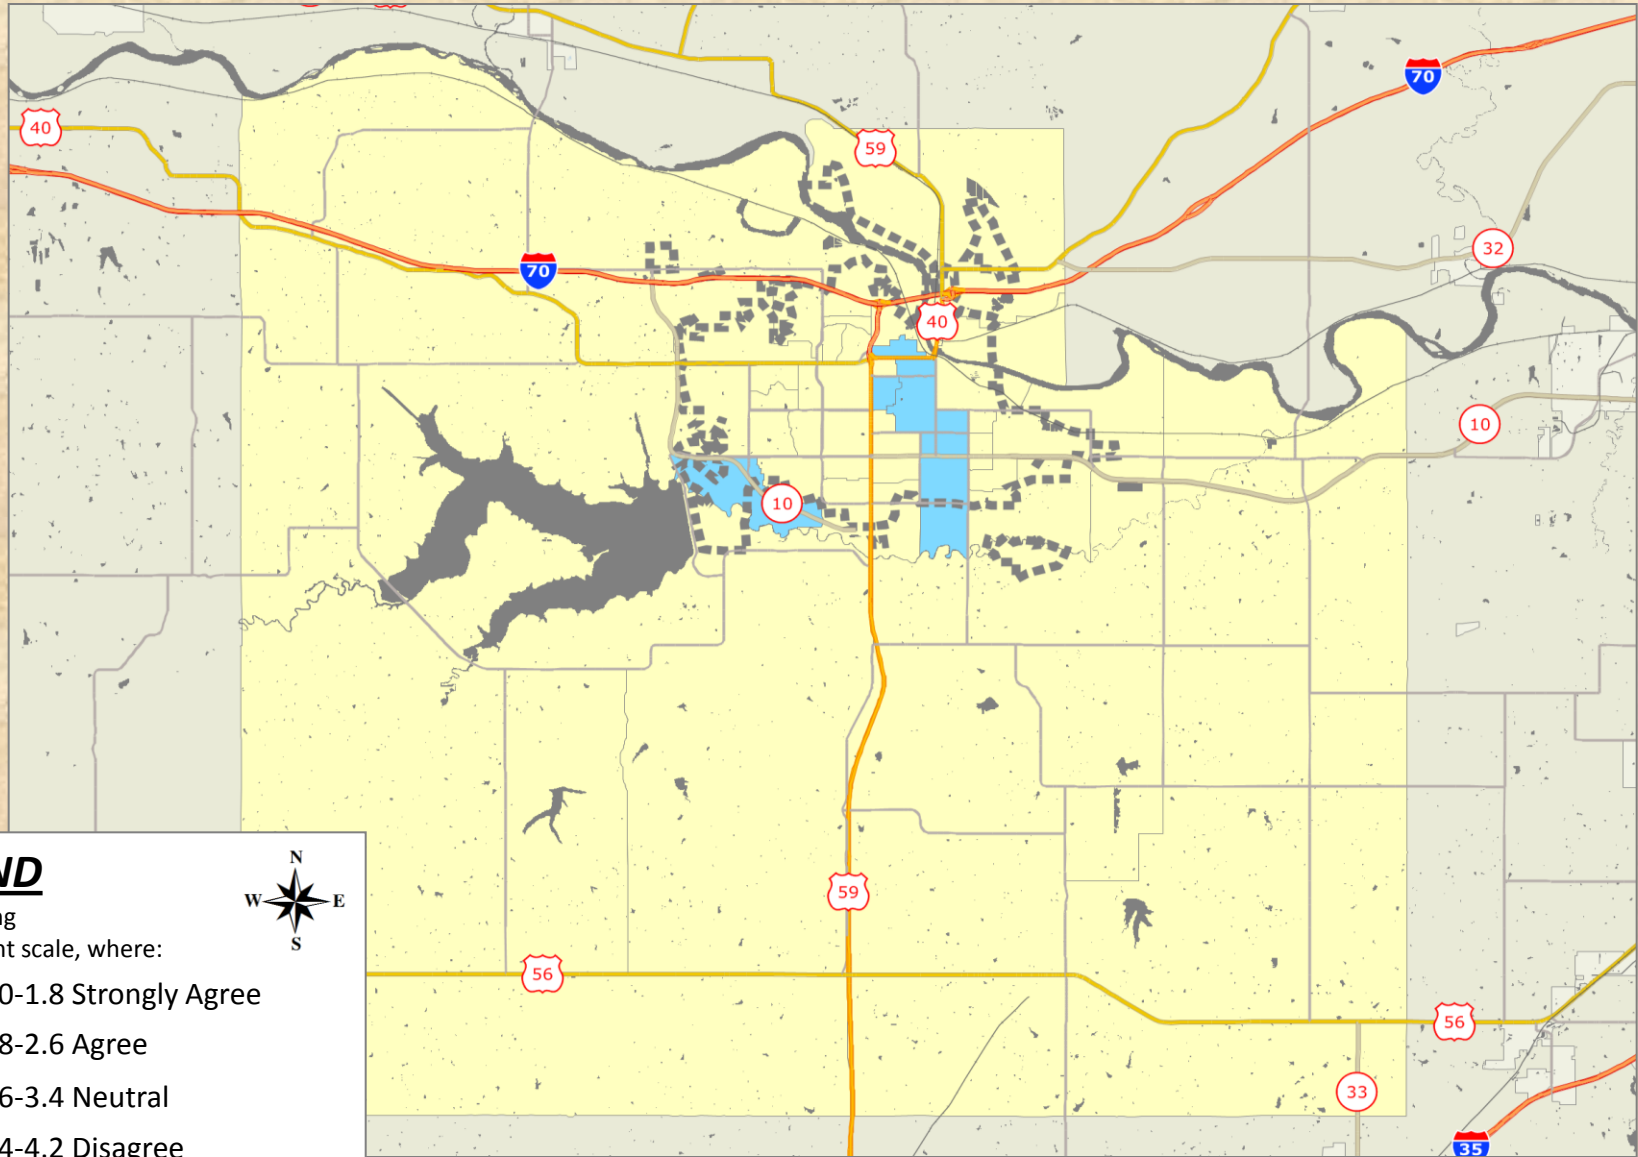 70
40
59
32
70
40
10
10
59
56
56
33
35
ND
N
W E
S
ng
nt scale, where:
0-1.8 Strongly Agree
8-2.6 Agree
6-3.4 Neutral
4-4.2 Disagree